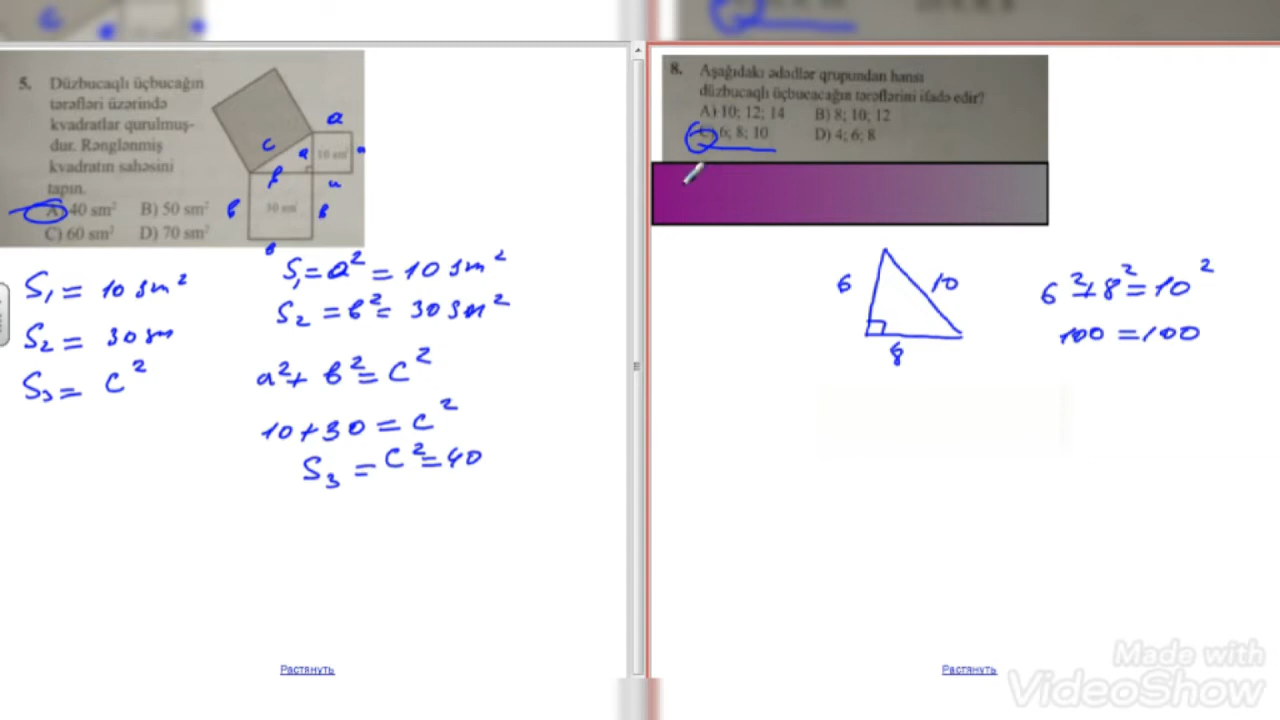 5. Düzbucaqlı üçbucağın
tərəfləri üzərində
kvadratlar qurulmuş-
dur. Rənglənmiş
kvadratın sahəsini
tapın.
A) 40 sm² B) 50 sm²
C) 60 sm² D) 70 sm²
a
c
a
10 sm²
a
в
a
в
30 sm²
в
в
S₁ = 10 sm²
S₂ = 30 sm
S₃ = c²
S₁ = a² = 10 sm²
S₂ = в² = 30 sm²
a² + в² = c²
10 + 30 = c²
S₃ = c² = 40
Растянуть
8. Aşağıdakı ədədlər qrupundan hansı
düzbucaqlı üçbucacağın tərəflərini ifadə edir?
A) 10; 12; 14 B) 8; 10; 12
C) 6; 8; 10 D) 4; 6; 8
6
10
8
6² + 8² = 10²
100 = 100
Растянуть
Made with
VideoShow